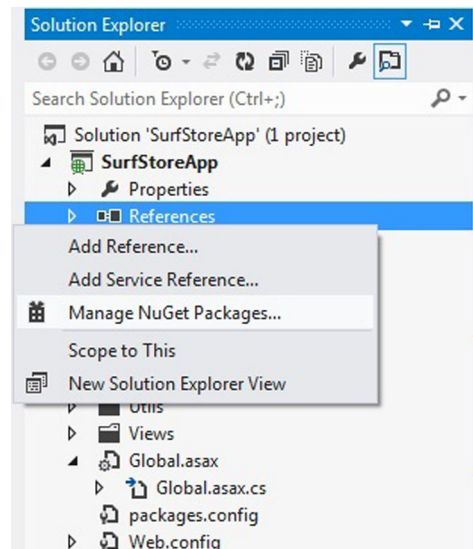 Solution Explorer
Search Solution Explorer (Ctrl+;)
Solution 'SurfStoreApp' (1 project)
SurfStoreApp
Properties
References
Add Reference...
Add Service Reference...
Manage NuGet Packages...
Scope to This
New Solution Explorer View
Utils
Views
Global.asax
Global.asax.cs
packages.config
Web.config